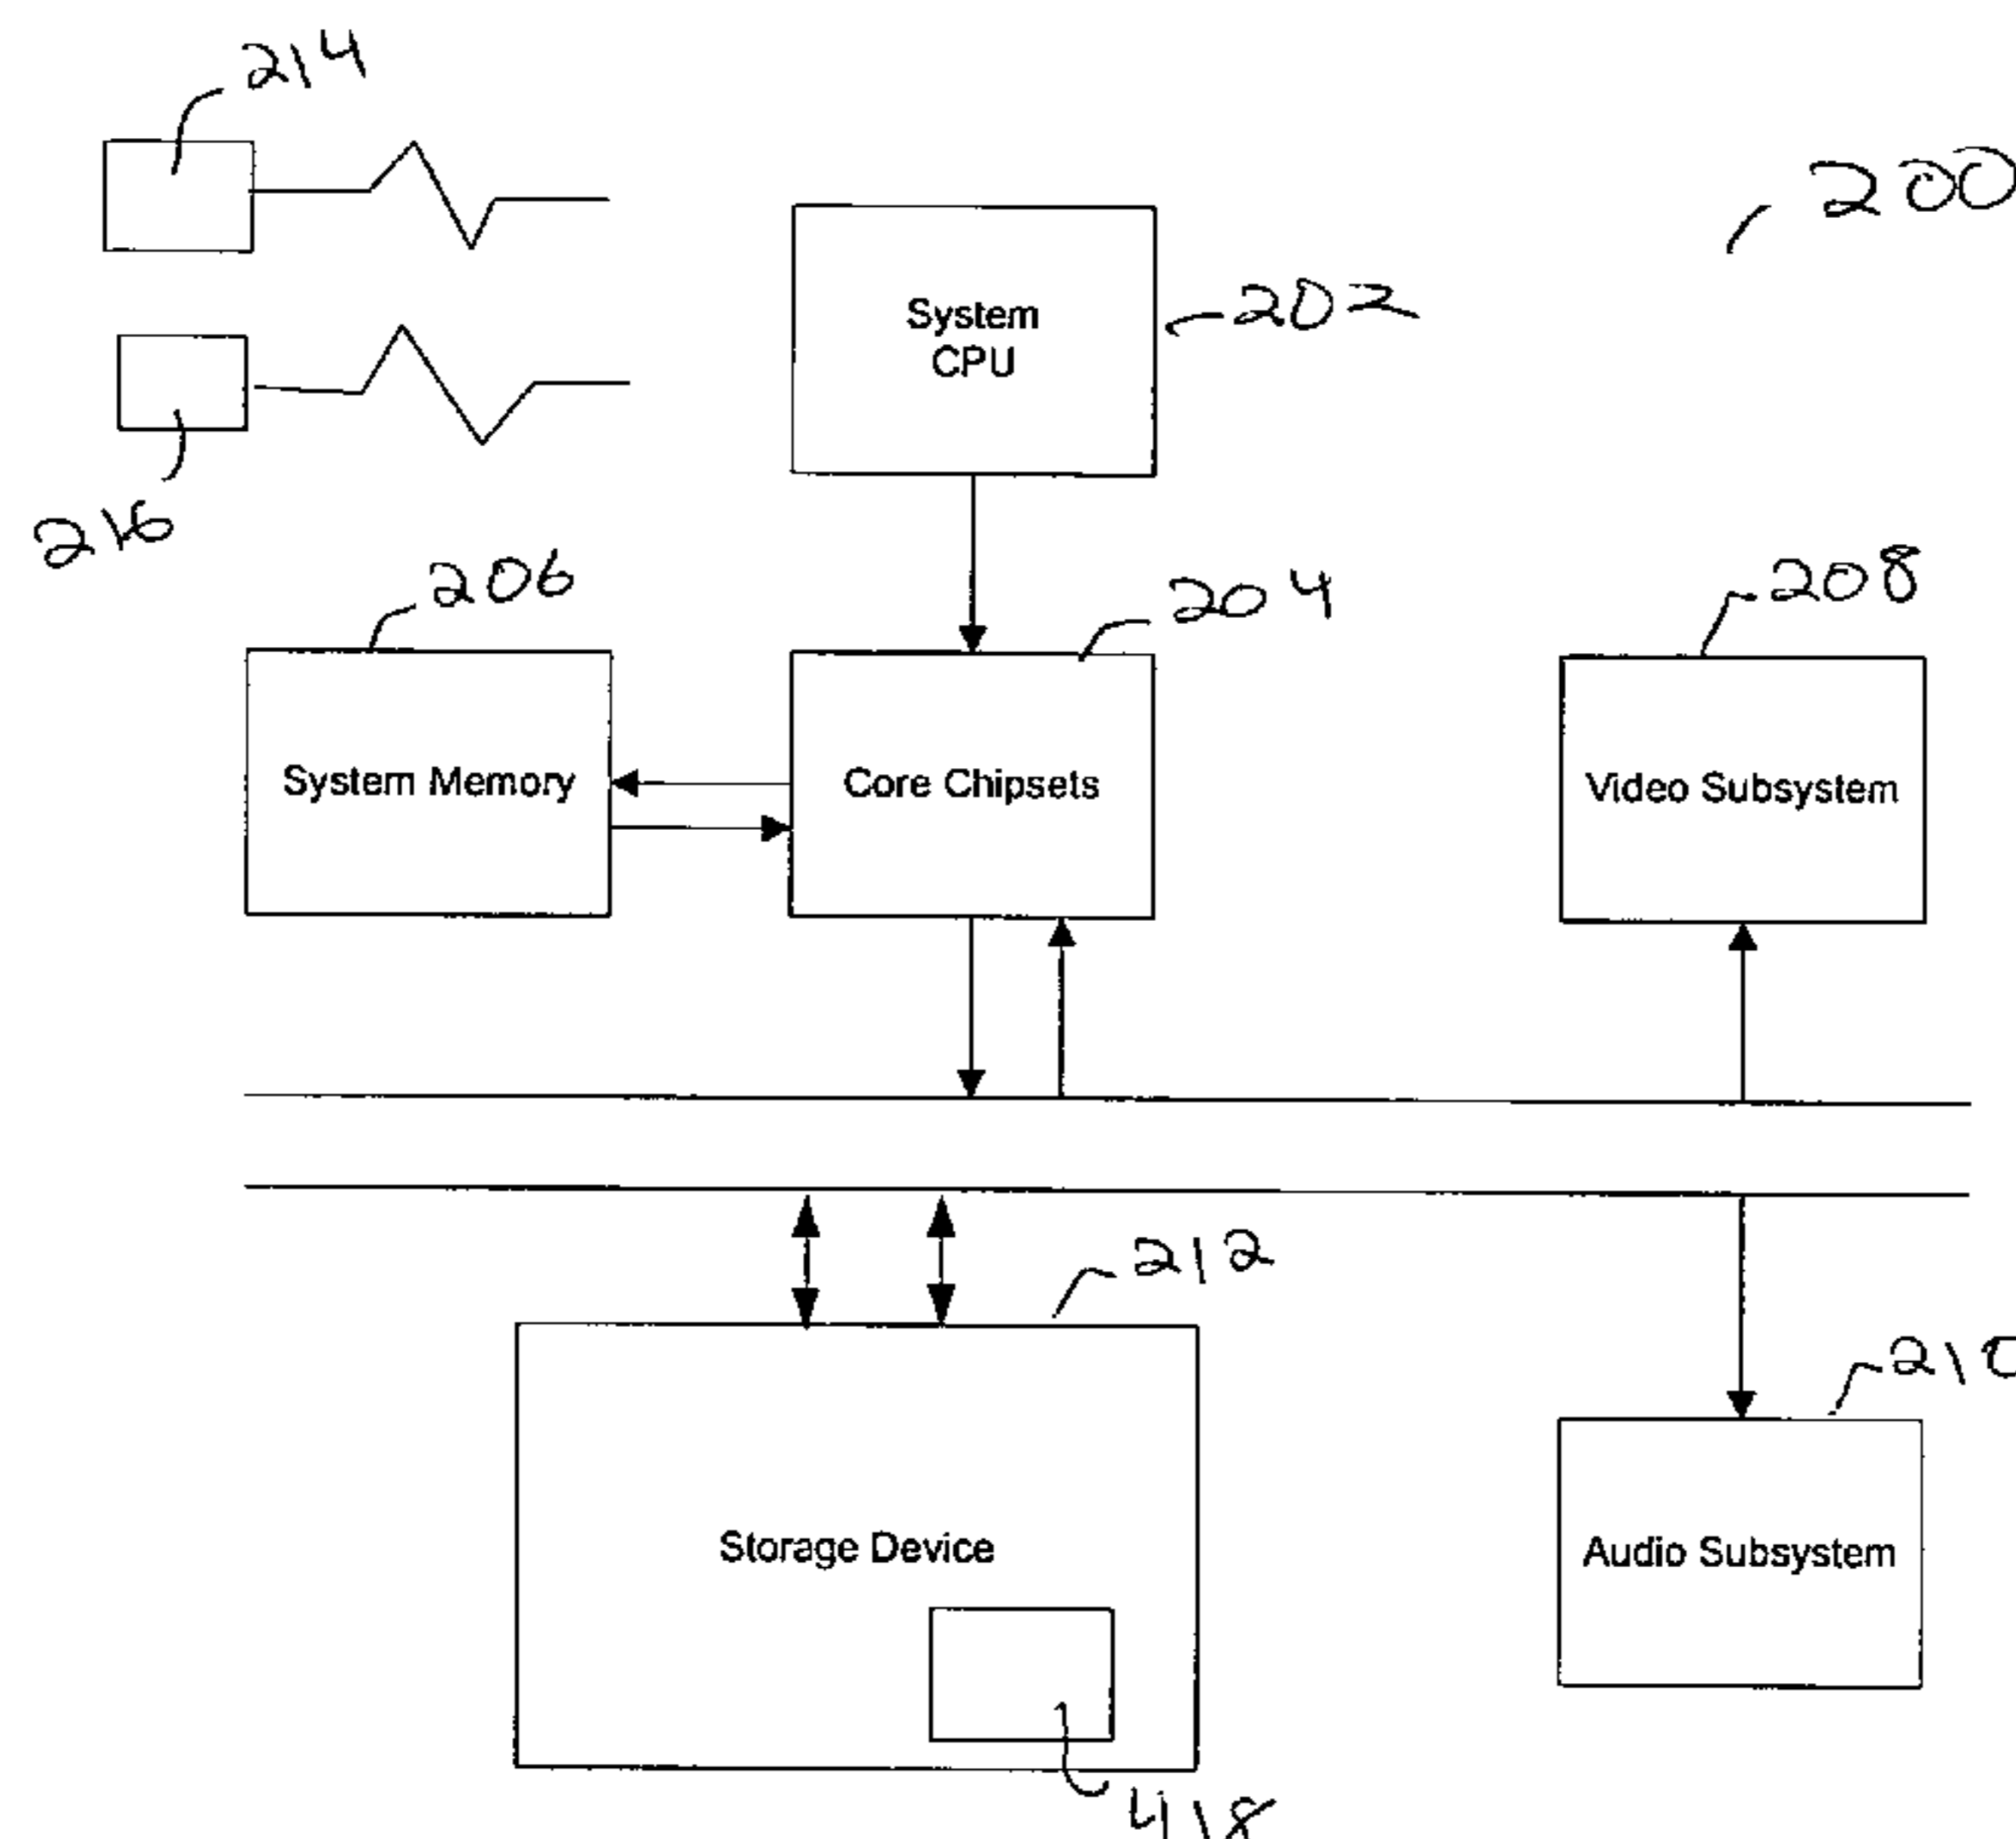 214
200
System
CPU
202
216
206
204
208
System Memory
Core Chipsets
Video Subsystem
212
210
Storage Device
Audio Subsystem
418